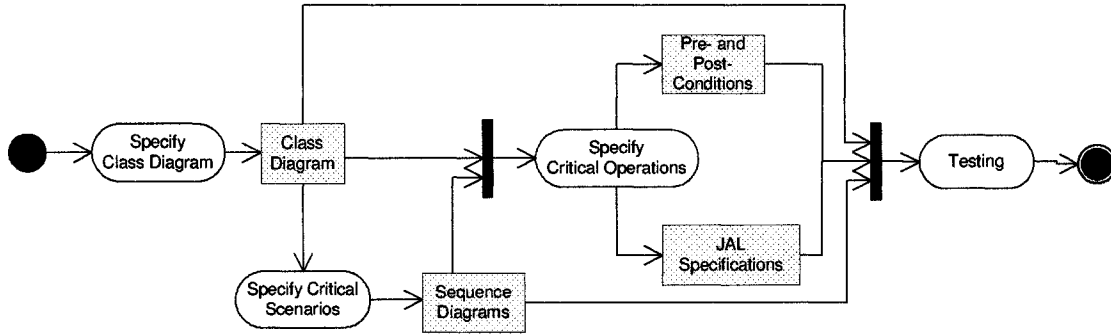 Specify
Class Diagram
Class
Diagram
Pre- and
Post-
Conditions
Specify
Critical Operations
JAL
Specifications
Testing
Specify Critical
Scenarios
Sequence
Diagrams